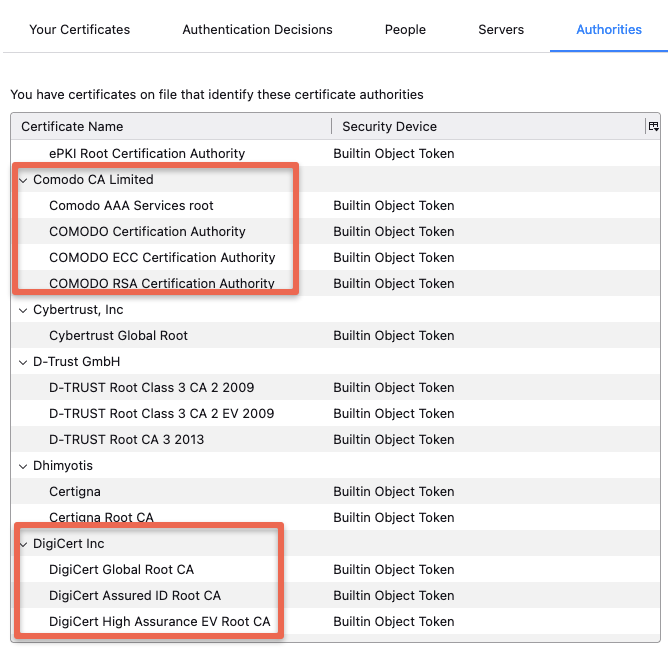 Your Certificates Authentication Decisions People Servers Authorities
You have certificates on file that identify these certificate authorities
Certificate Name Security Device
ePKI Root Certification Authority Builtin Object Token
Comodo CA Limited
Comodo AAA Services root Builtin Object Token
COMODO Certification Authority Builtin Object Token
COMODO ECC Certification Authority Builtin Object Token
COMODO RSA Certification Authority Builtin Object Token
Cybertrust, Inc
Cybertrust Global Root Builtin Object Token
D-Trust GmbH
D-TRUST Root Class 3 CA 2 2009 Builtin Object Token
D-TRUST Root Class 3 CA 2 EV 2009 Builtin Object Token
D-TRUST Root CA 3 2013 Builtin Object Token
Dhimyotis
Certigna Builtin Object Token
Certigna Root CA Builtin Object Token
DigiCert Inc
DigiCert Global Root CA Builtin Object Token
DigiCert Assured ID Root CA Builtin Object Token
DigiCert High Assurance EV Root CA Builtin Object Token